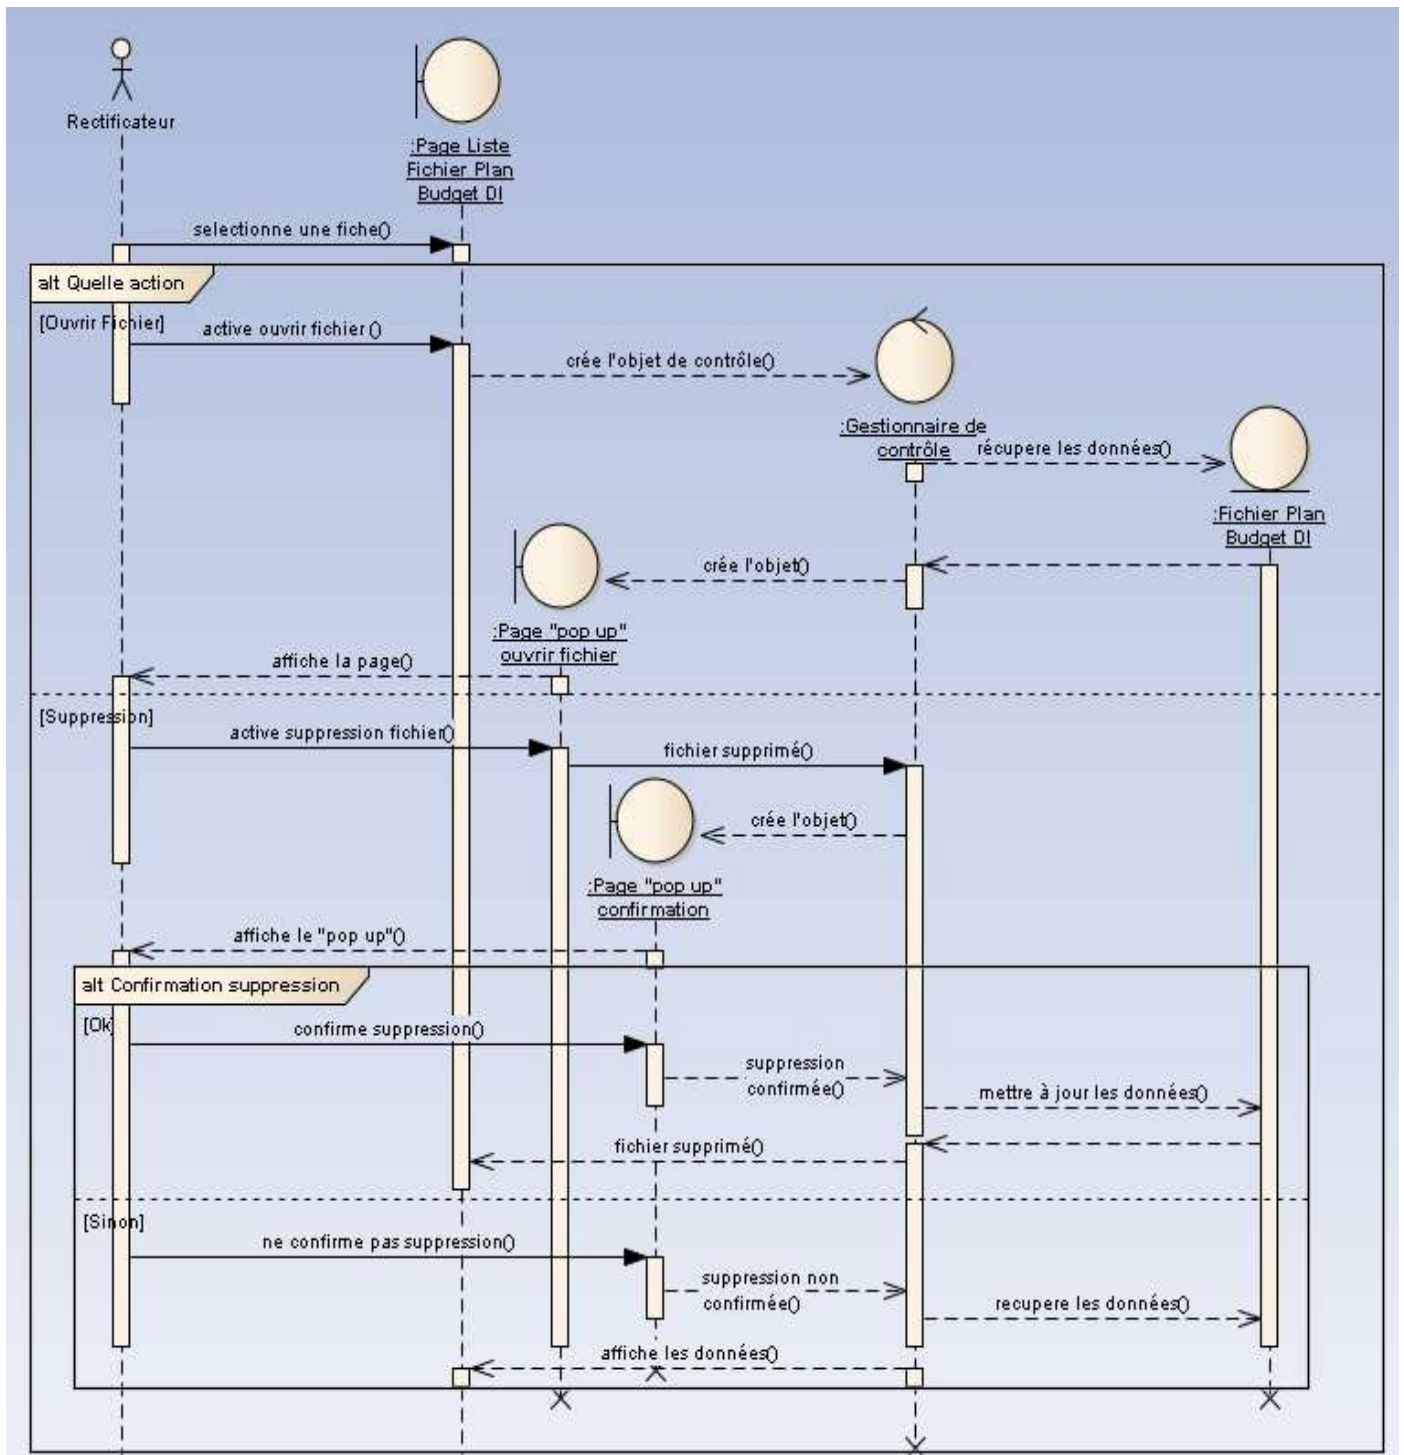 Rectificateur
:Page Liste
Fichier Plan
Budget DI
selectionne une fiche()
alt Quelle action
[Ouvrir Fichier]
active ouvrir fichier ()
crée l'objet de contrôle()
:Gestionnaire de
contrôle
récupere les données()
:Fichier Plan
Budget DI
crée l'objet()
:Page "pop up"
ouvrir fichier
affiche la page()
[Suppression]
active suppression fichier()
fichier supprimé()
crée l'objet()
:Page "pop up"
confirmation
affiche le "pop up"()
alt Confirmation suppression
[Ok]
confirme suppression()
suppression
confirmée()
mettre à jour les données()
fichier supprimé()
[Sinon]
ne confirme pas suppression()
suppression non
confirmée()
recupere les données()
affiche les données()